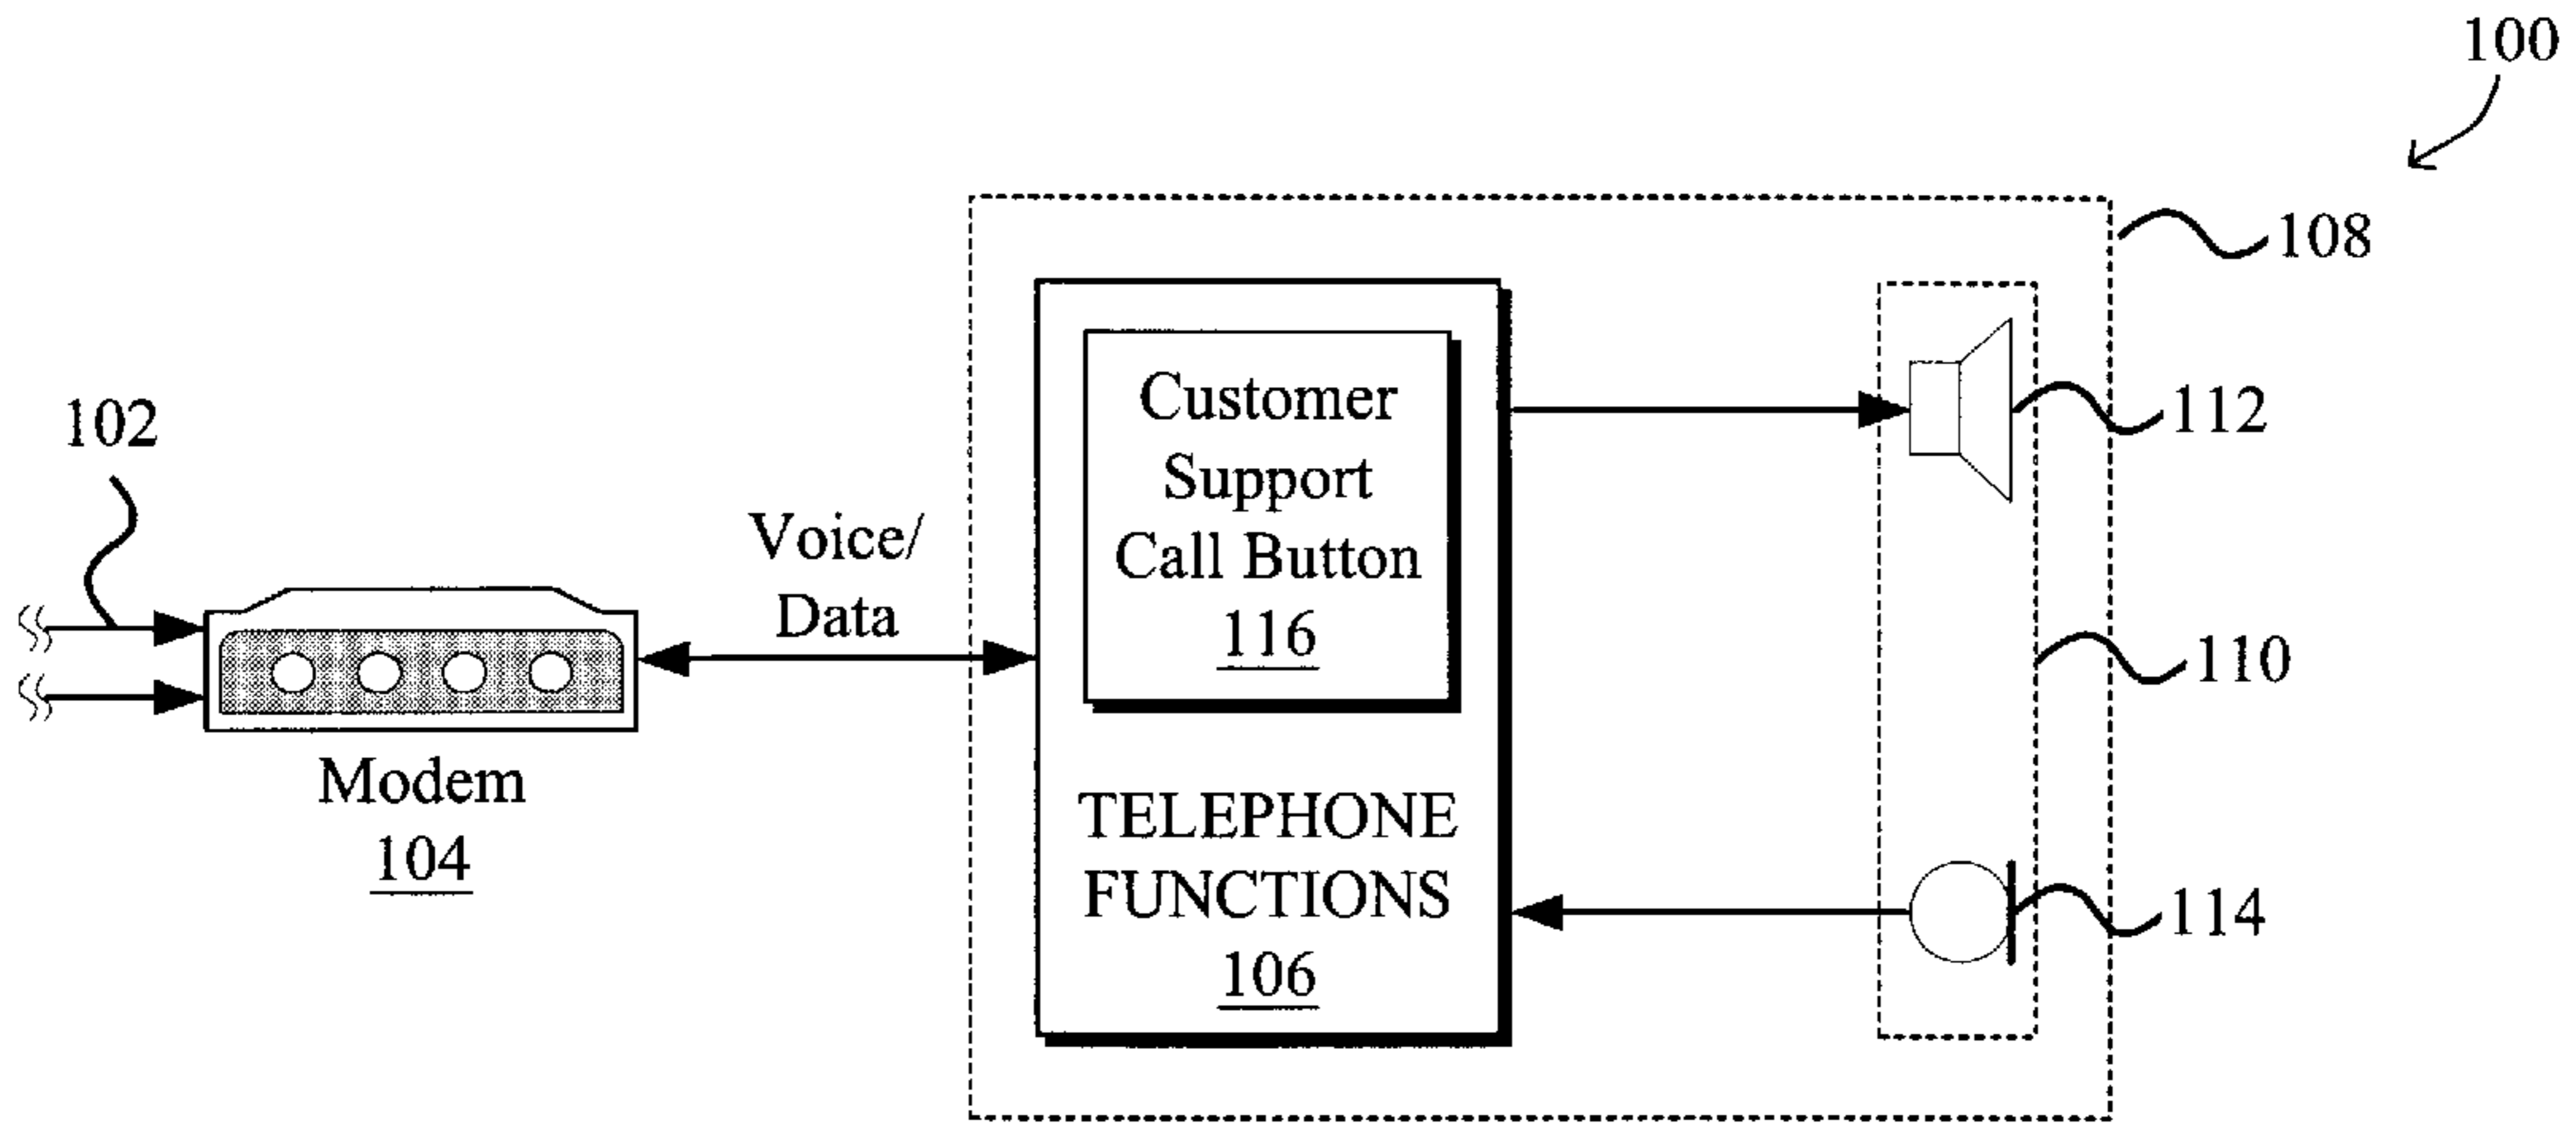 100
108
Customer
Support
Call Button
116
112
102
Voice/
Data
110
Modem
104
TELEPHONE
FUNCTIONS
106
114